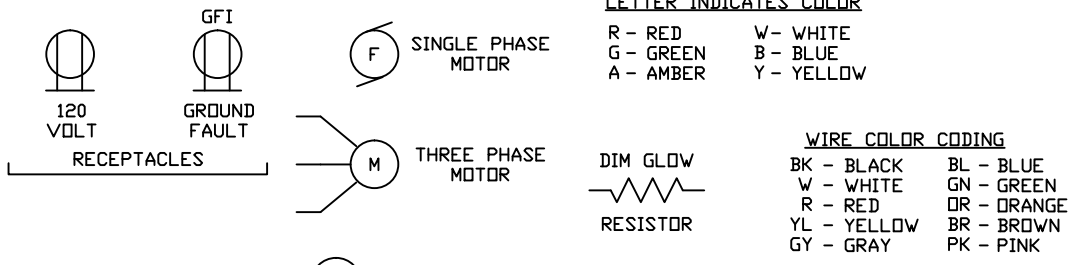 LETTER INDICATES COLOR
R - RED W - WHITE
G - GREEN B - BLUE
A - AMBER Y - YELLOW
GFI
120
VOLT
GROUND
FAULT
RECEPTACLES
F
SINGLE PHASE
MOTOR
M
THREE PHASE
MOTOR
DIM GLOW
RESISTOR
WIRE COLOR CODING
BK - BLACK BL - BLUE
W - WHITE GN - GREEN
R - RED OR - ORANGE
YL - YELLOW BR - BROWN
GY - GRAY PK - PINK